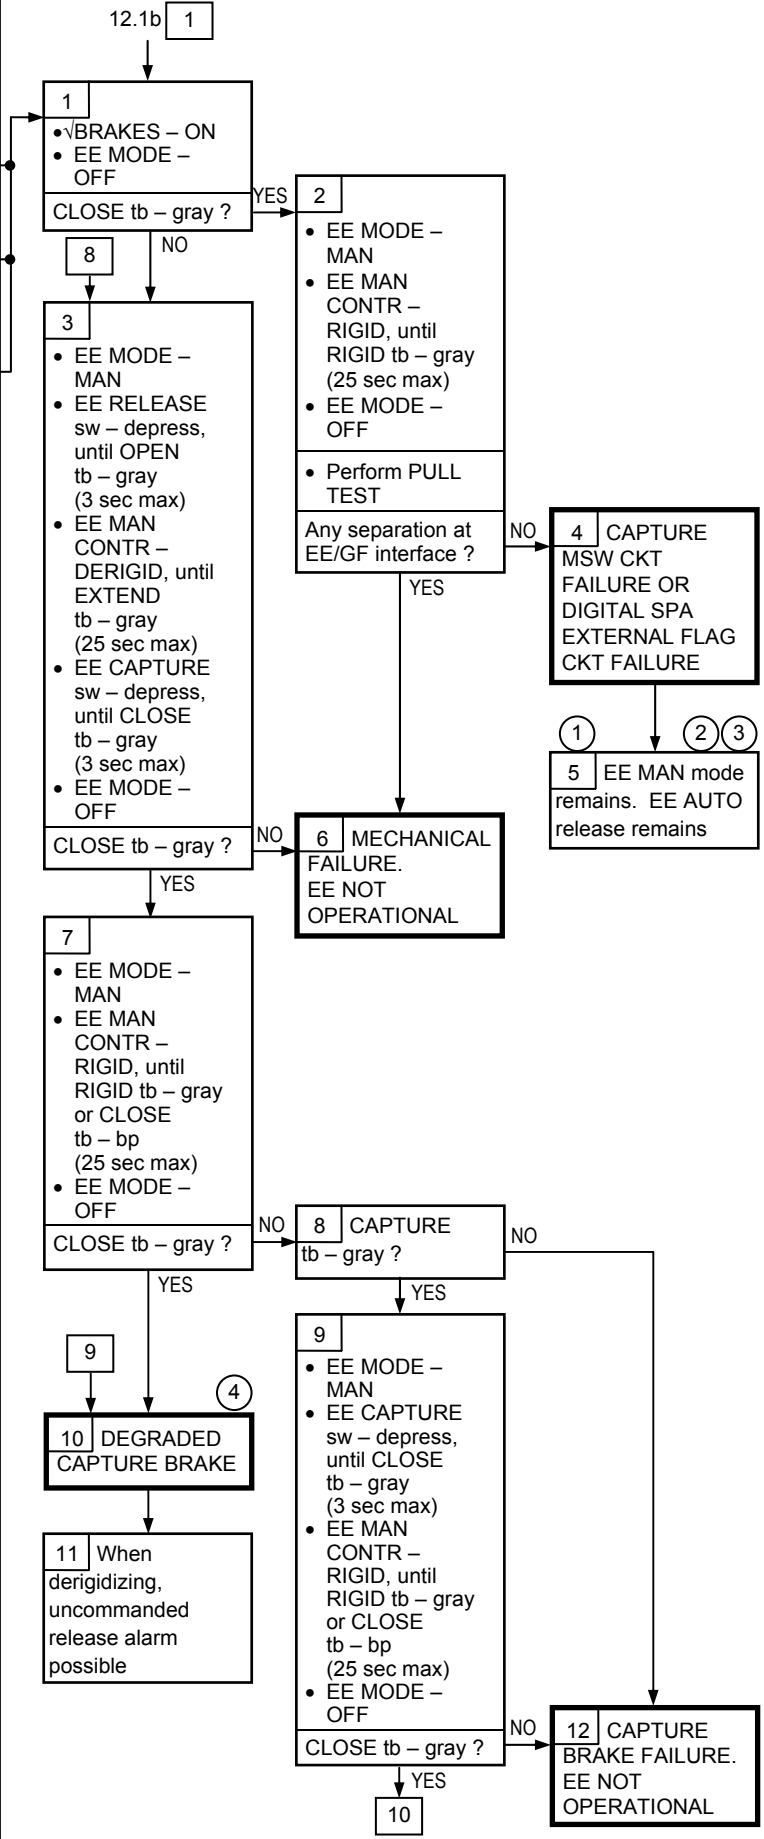 12.1b 1
1
•√BRAKES – ON
• EE MODE –
OFF
CLOSE tb – gray ?
YES
NO
2
• EE MODE –
MAN
• EE MAN
CONTR –
RIGID, until
RIGID tb – gray
(25 sec max)
• EE MODE –
OFF
• Perform PULL
TEST
Any separation at
EE/GF interface ?
NO
YES
8
3
• EE MODE –
MAN
• EE RELEASE
sw – depress,
until OPEN
tb – gray
(3 sec max)
• EE MAN
CONTR –
DERIGID, until
EXTEND
tb – gray
(25 sec max)
• EE CAPTURE
sw – depress,
until CLOSE
tb – gray
(3 sec max)
• EE MODE –
OFF
CLOSE tb – gray ?
NO
YES
4 CAPTURE
MSW CKT
FAILURE OR
DIGITAL SPA
EXTERNAL FLAG
CKT FAILURE
1 2 3
5 EE MAN mode
remains. EE AUTO
release remains
6 MECHANICAL
FAILURE.
EE NOT
OPERATIONAL
7
• EE MODE –
MAN
• EE MAN
CONTR –
RIGID, until
RIGID tb – gray
or CLOSE
tb – bp
(25 sec max)
• EE MODE –
OFF
CLOSE tb – gray ?
NO
YES
8 CAPTURE
tb – gray ?
NO
YES
9
• EE MODE –
MAN
• EE CAPTURE
sw – depress,
until CLOSE
tb – gray
(3 sec max)
• EE MAN
CONTR –
RIGID, until
RIGID tb – gray
or CLOSE
tb – bp
(25 sec max)
• EE MODE –
OFF
CLOSE tb – gray ?
NO
YES
10
9
4
10 DEGRADED
CAPTURE BRAKE
11 When
derigidizing,
uncommanded
release alarm
possible
12 CAPTURE
BRAKE FAILURE.
EE NOT
OPERATIONAL